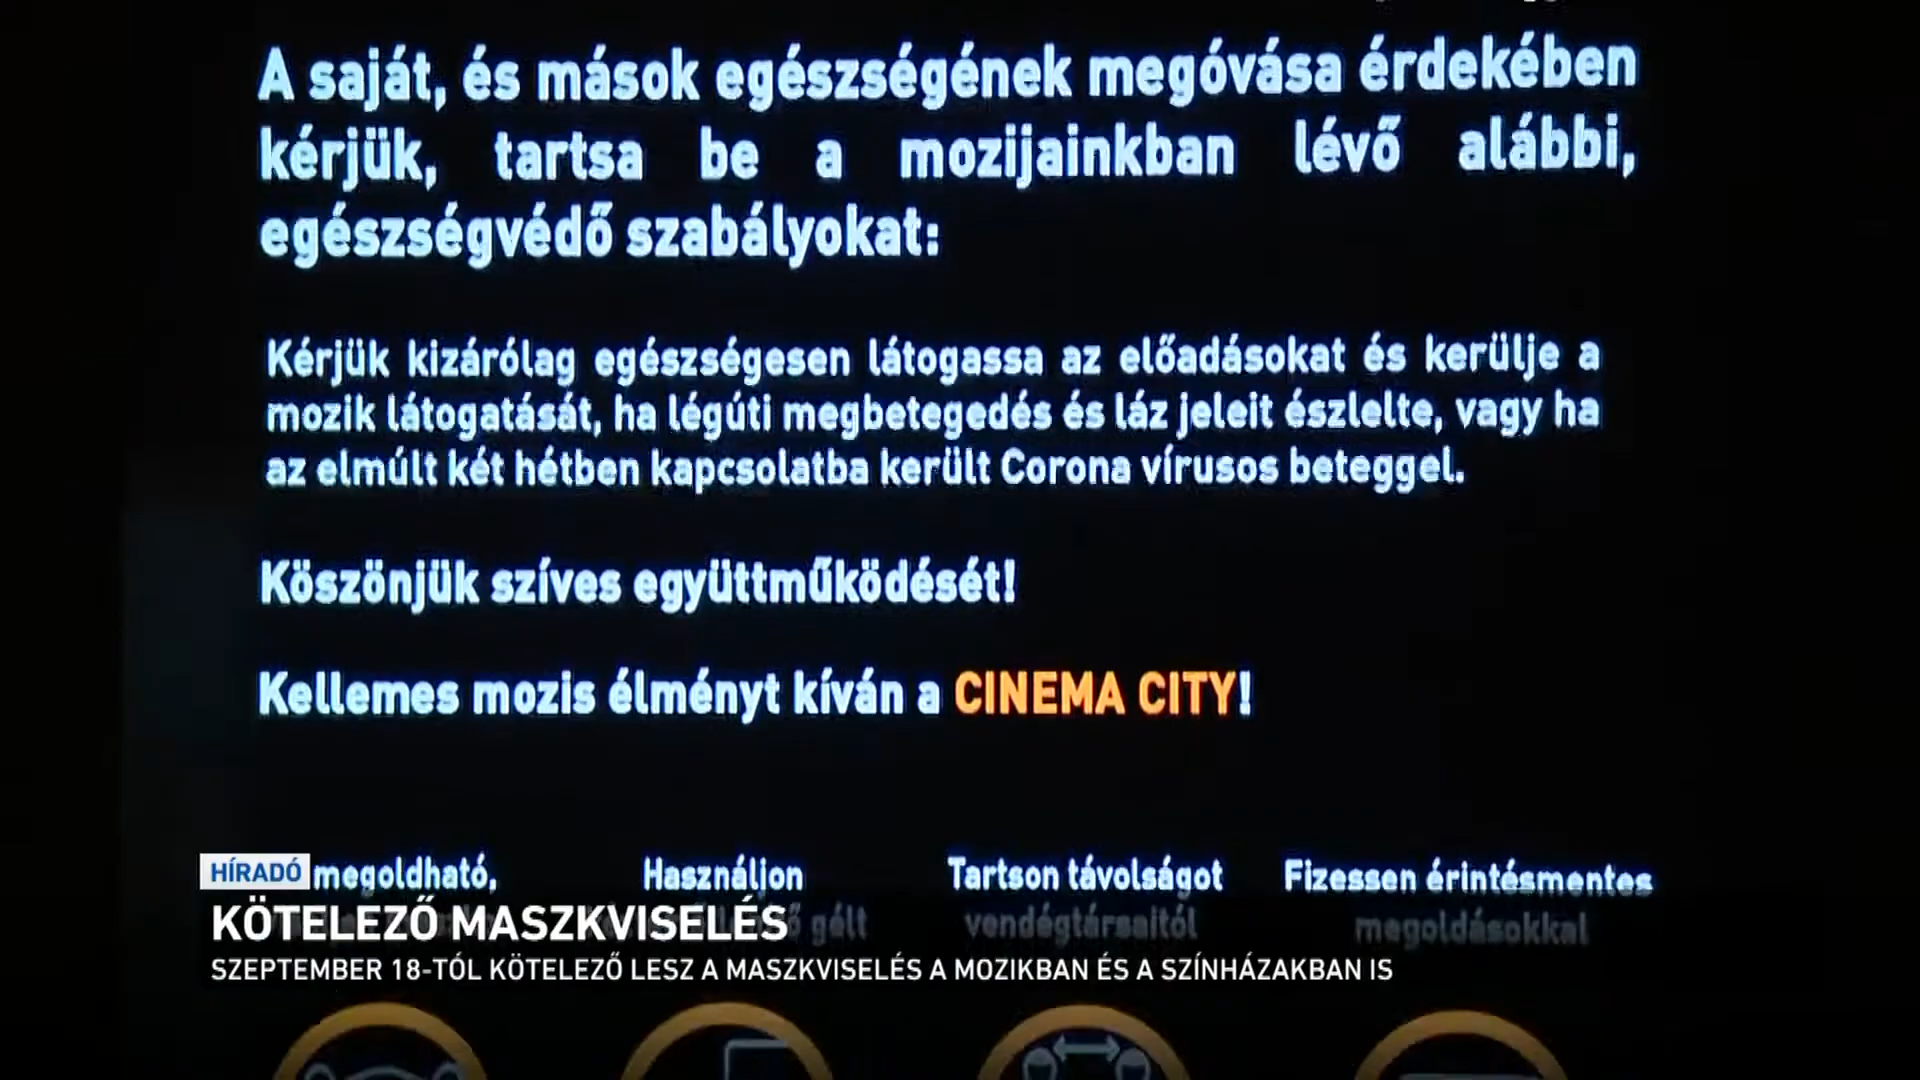 A saját, és mások egészségének megóvása érdekében
kérjük, tartsa be a mozijainkban lévő alábbi,
egészségvédő szabályokat:
Kérjük kizárólag egészségesen látogassa az előadásokat és kerülje a
mozik látogatását, ha légúti megbetegedés és láz jeleit észlelte, vagy ha
az elmúlt két hétben kapcsolatba került Corona vírusos beteggel.
Köszönjük szíves együttműködését!
Kellemes mozis élményt kíván a CINEMA CITY!
megoldható,
Használjon
gélt
Tartson távolságot
vendégtársaitól
Fizessen érintésmentes
megoldásokkal
HÍRADÓ
KÖTELEZŐ MASZKVISELÉS
SZEPTEMBER 18-TÓL KÖTELEZŐ LESZ A MASZKVISELÉS A MOZIKBAN ÉS A SZÍNHÁZAKBAN IS